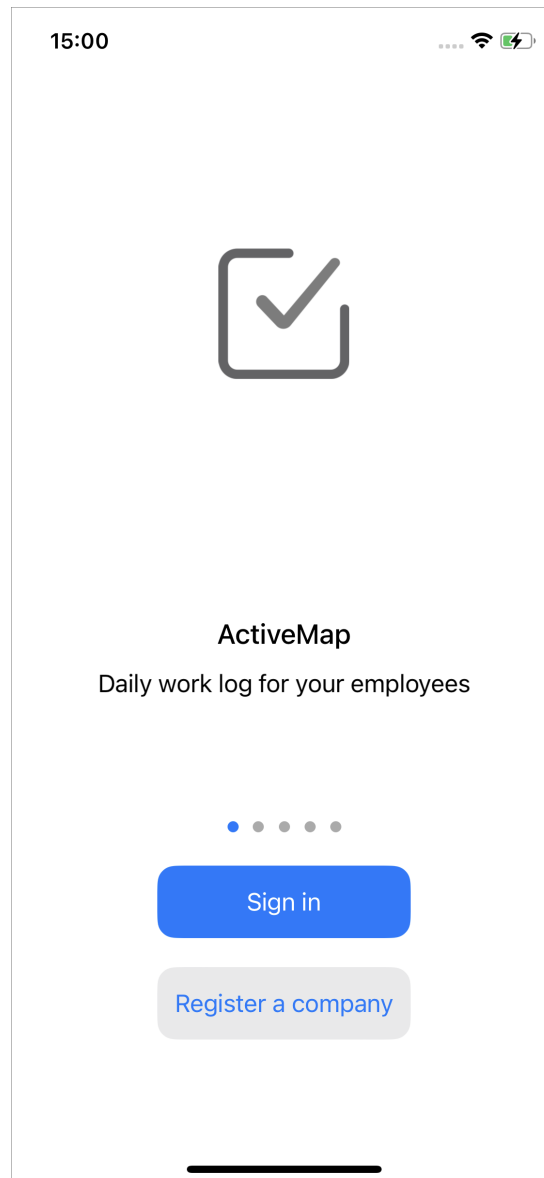 15:00
ActiveMap
Daily work log for your employees
Sign in
Register a company